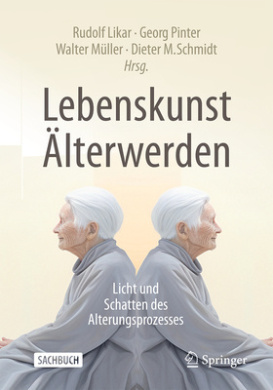 Rudolf Likar · Georg Pinter
Walter Müller · Dieter M.Schmidt
Hrsg.
Lebenskunst
Älterwerden
Licht und
Schatten des
Alterungsprozesses
SACHBUCH
Springer